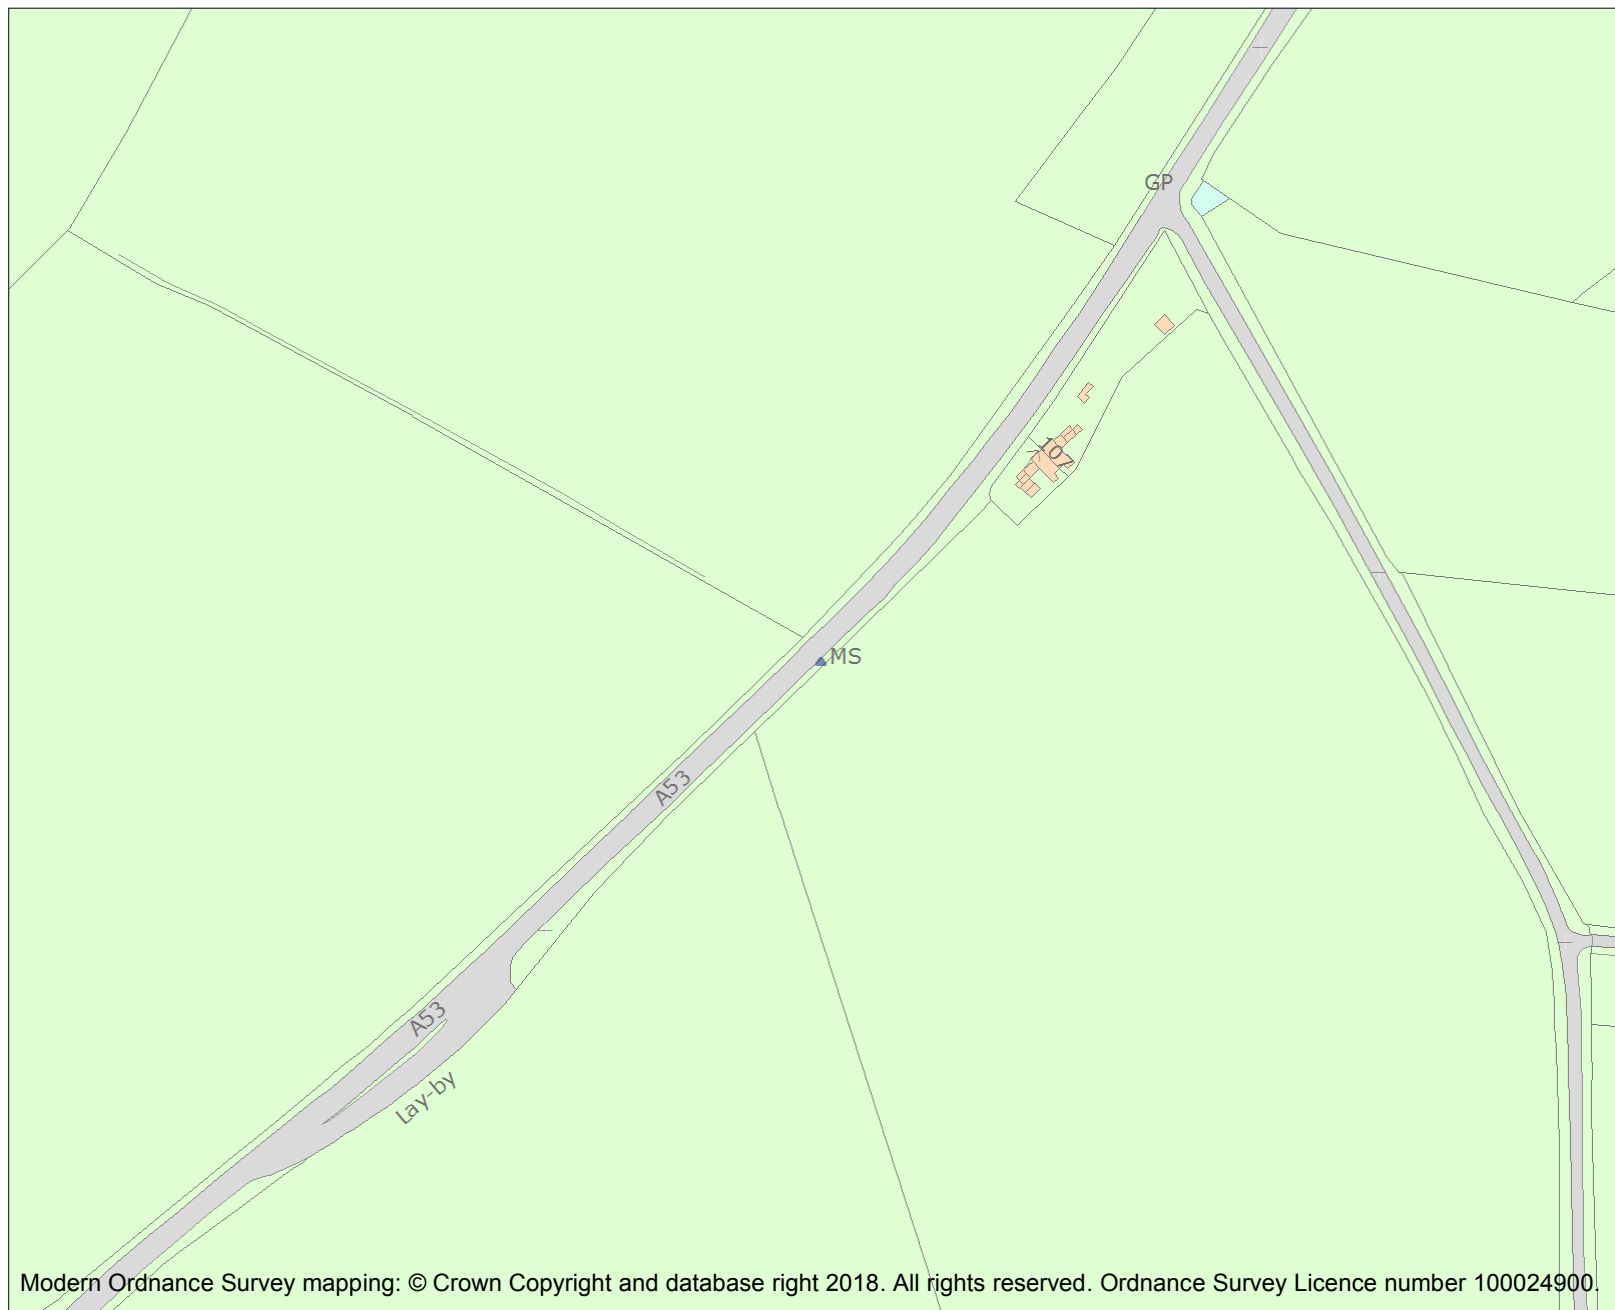 GP
107
MS
A53
A53
Lay-by
Modern Ordnance Survey mapping: © Crown Copyright and database right 2018. All rights reserved. Ordnance Survey Licence number 100024900.